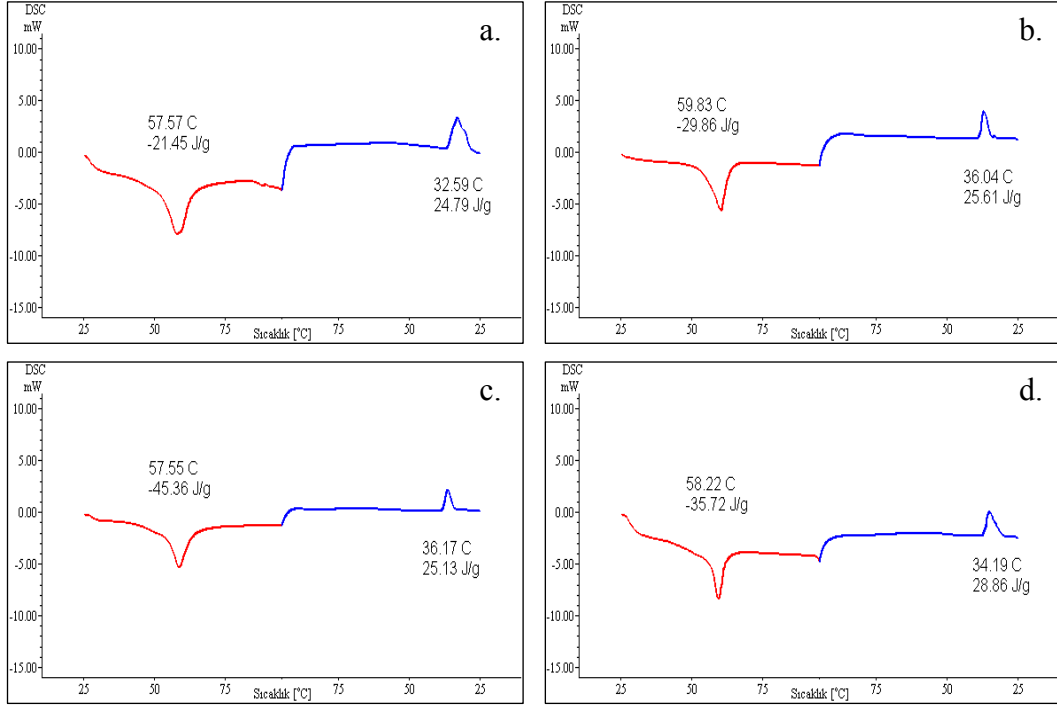 DSC
mW
a.
10.00
5.00
0.00
-5.00
-10.00
-15.00
57.57 C
-21.45 J/g
32.59 C
24.79 J/g
25 50 75 75 50 25
Sıcaklık [°C]
DSC
mW
b.
10.00
5.00
0.00
-5.00
-10.00
-15.00
59.83 C
-29.86 J/g
36.04 C
25.61 J/g
25 50 75 75 50 25
Sıcaklık [°C]
DSC
mW
c.
10.00
5.00
0.00
-5.00
-10.00
-15.00
57.55 C
-45.36 J/g
36.17 C
25.13 J/g
25 50 75 75 50 25
Sıcaklık [°C]
DSC
mW
d.
10.00
5.00
0.00
-5.00
-10.00
-15.00
58.22 C
-35.72 J/g
34.19 C
28.86 J/g
25 75 75 50 25
Sıcaklık [°C]